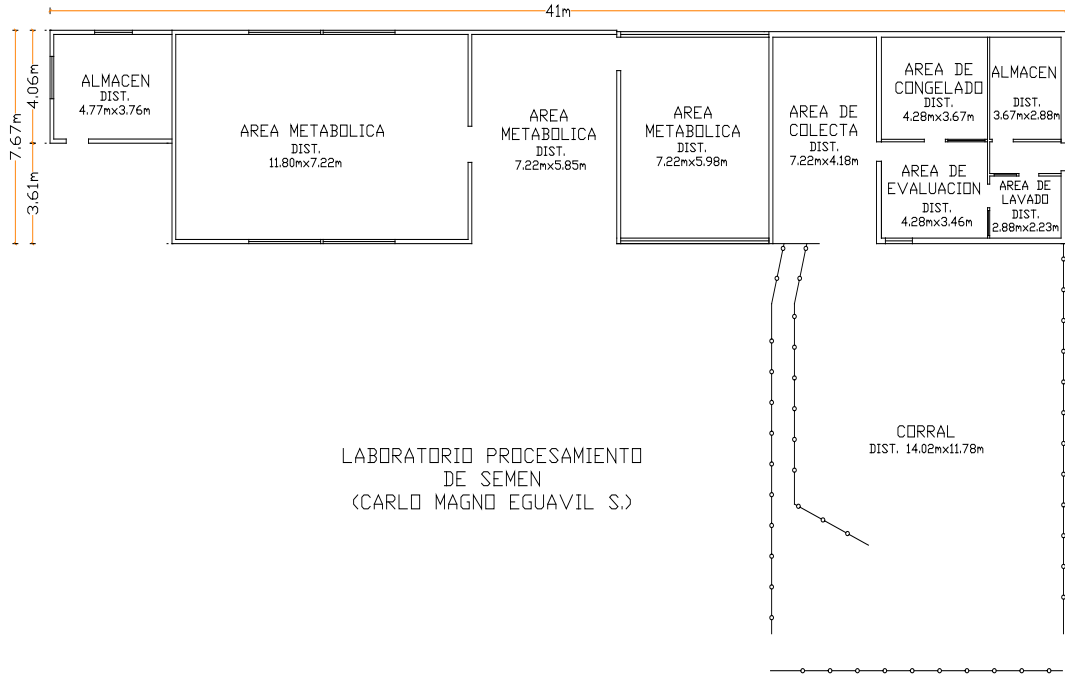 41m
7.67m
4.06m
3.61m
ALMACEN
DIST.
4.77mx3.76m
AREA METABOLICA
DIST.
11.80mx7.22m
AREA
METABOLICA
DIST.
7.22mx5.85m
AREA
METABOLICA
DIST.
7.22mx5.98m
AREA DE
COLECTA
DIST.
7.22mx4.18m
AREA DE
CONGELADO
DIST.
4.28mx3.67m
ALMACEN
DIST.
3.67mx2.88m
AREA DE
EVALUACION
DIST.
4.28mx3.46m
AREA DE
LAVADO
DIST.
2.88mx2.23m
CORRAL
DIST. 14.02mx11.78m
LABORATORIO PROCESAMIENTO
DE SEMEN
(CARLO MAGNO EGUAVIL S.)